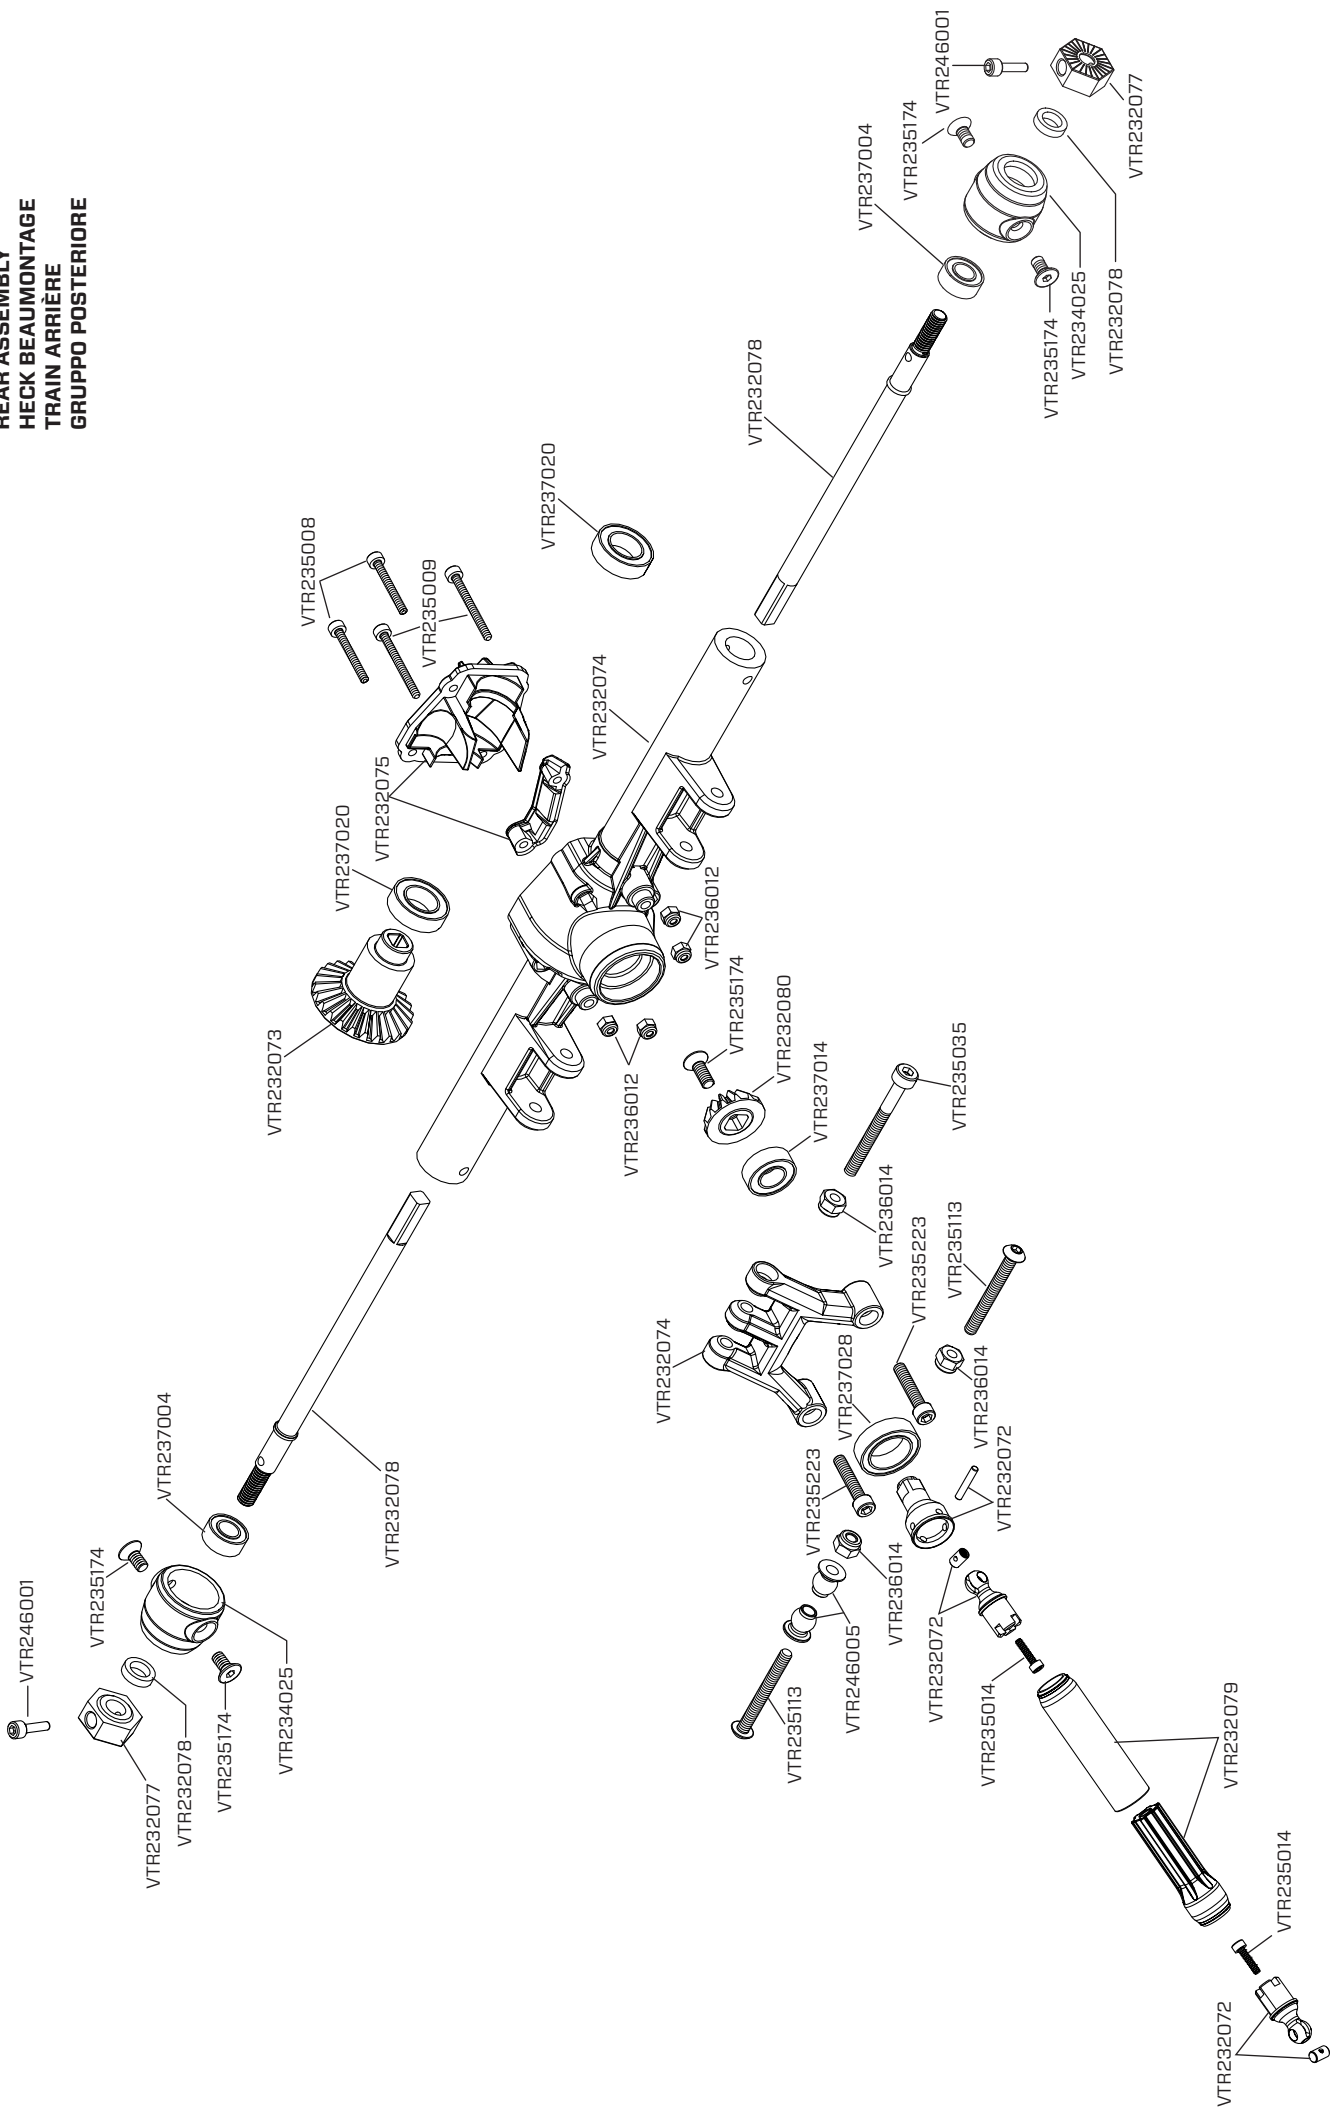 REAR ASSEMBLY
HECK BEAUMONTAGE
TRAIN ARRIÈRE
GRUPPO POSTERIORE
VTR246001
VTR235174
VTR237004
VTR232077
VTR232078
VTR234025
VTR235174
VTR232078
VTR237020
VTR235008
VTR235009
VTR232074
VTR232075
VTR237020
VTR232073
VTR236012
VTR235174
VTR232080
VTR237014
VTR236012
VTR235035
VTR236014
VTR235223
VTR235113
VTR232074
VTR237028
VTR236014
VTR232072
VTR235223
VTR236014
VTR246005
VTR235113
VTR232072
VTR235014
VTR232079
VTR235014
VTR232072
VTR237004
VTR232078
VTR235174
VTR246001
VTR234025
VTR235174
VTR232078
VTR232077